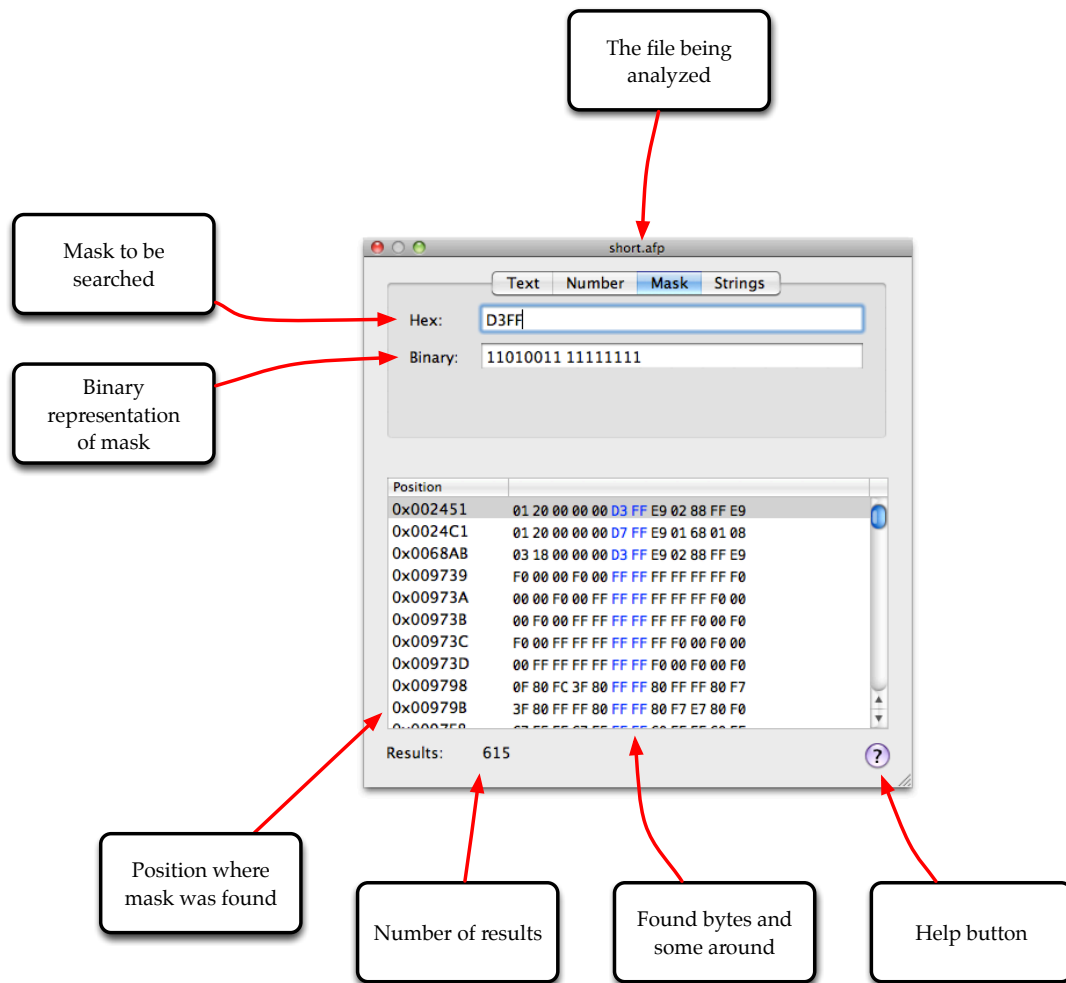 The file being
analyzed
Mask to be
searched
Binary
representation
of mask
short.afp
Text Number Mask Strings
Hex: D3FF
Binary: 11010011 11111111
Position
0x002451 01 20 00 00 00 D3 FF E9 02 88 FF E9
0x0024C1 01 20 00 00 00 D7 FF E9 01 68 01 08
0x0068AB 03 18 00 00 00 D3 FF E9 02 88 FF E9
0x009739 F0 00 00 F0 00 FF FF FF FF FF FF F0
0x00973A 00 00 F0 00 FF FF FF FF FF FF F0 00
0x00973B 00 F0 00 FF FF FF FF FF FF F0 00 F0
0x00973C F0 00 FF FF FF FF FF FF F0 00 F0 00
0x00973D 00 FF FF FF FF FF FF F0 00 F0 00 F0
0x009798 0F 80 FC 3F 80 FF FF 80 FF FF 80 F7
0x00979B 3F 80 FF FF 80 FF FF 80 F7 E7 80 F0
Results: 615
?
Position where
mask was found
Number of results
Found bytes and
some around
Help button